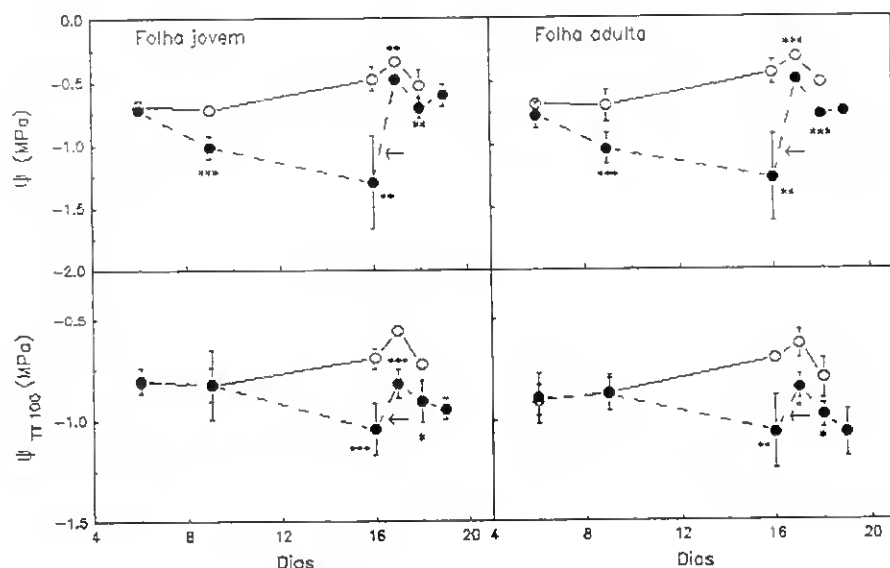 Folha jovem
Folha adulta
Ψ (MPa)
0.0
-0.5
-1.0
-1.5
-2.0
**
***
**
**
***
***
**
***
Ψπ100 (MPa)
-0.5
-1.0
-1.5
***
***
*
**
*
4 8 12 16 20
4 8 12 16 20
Dias
Dias